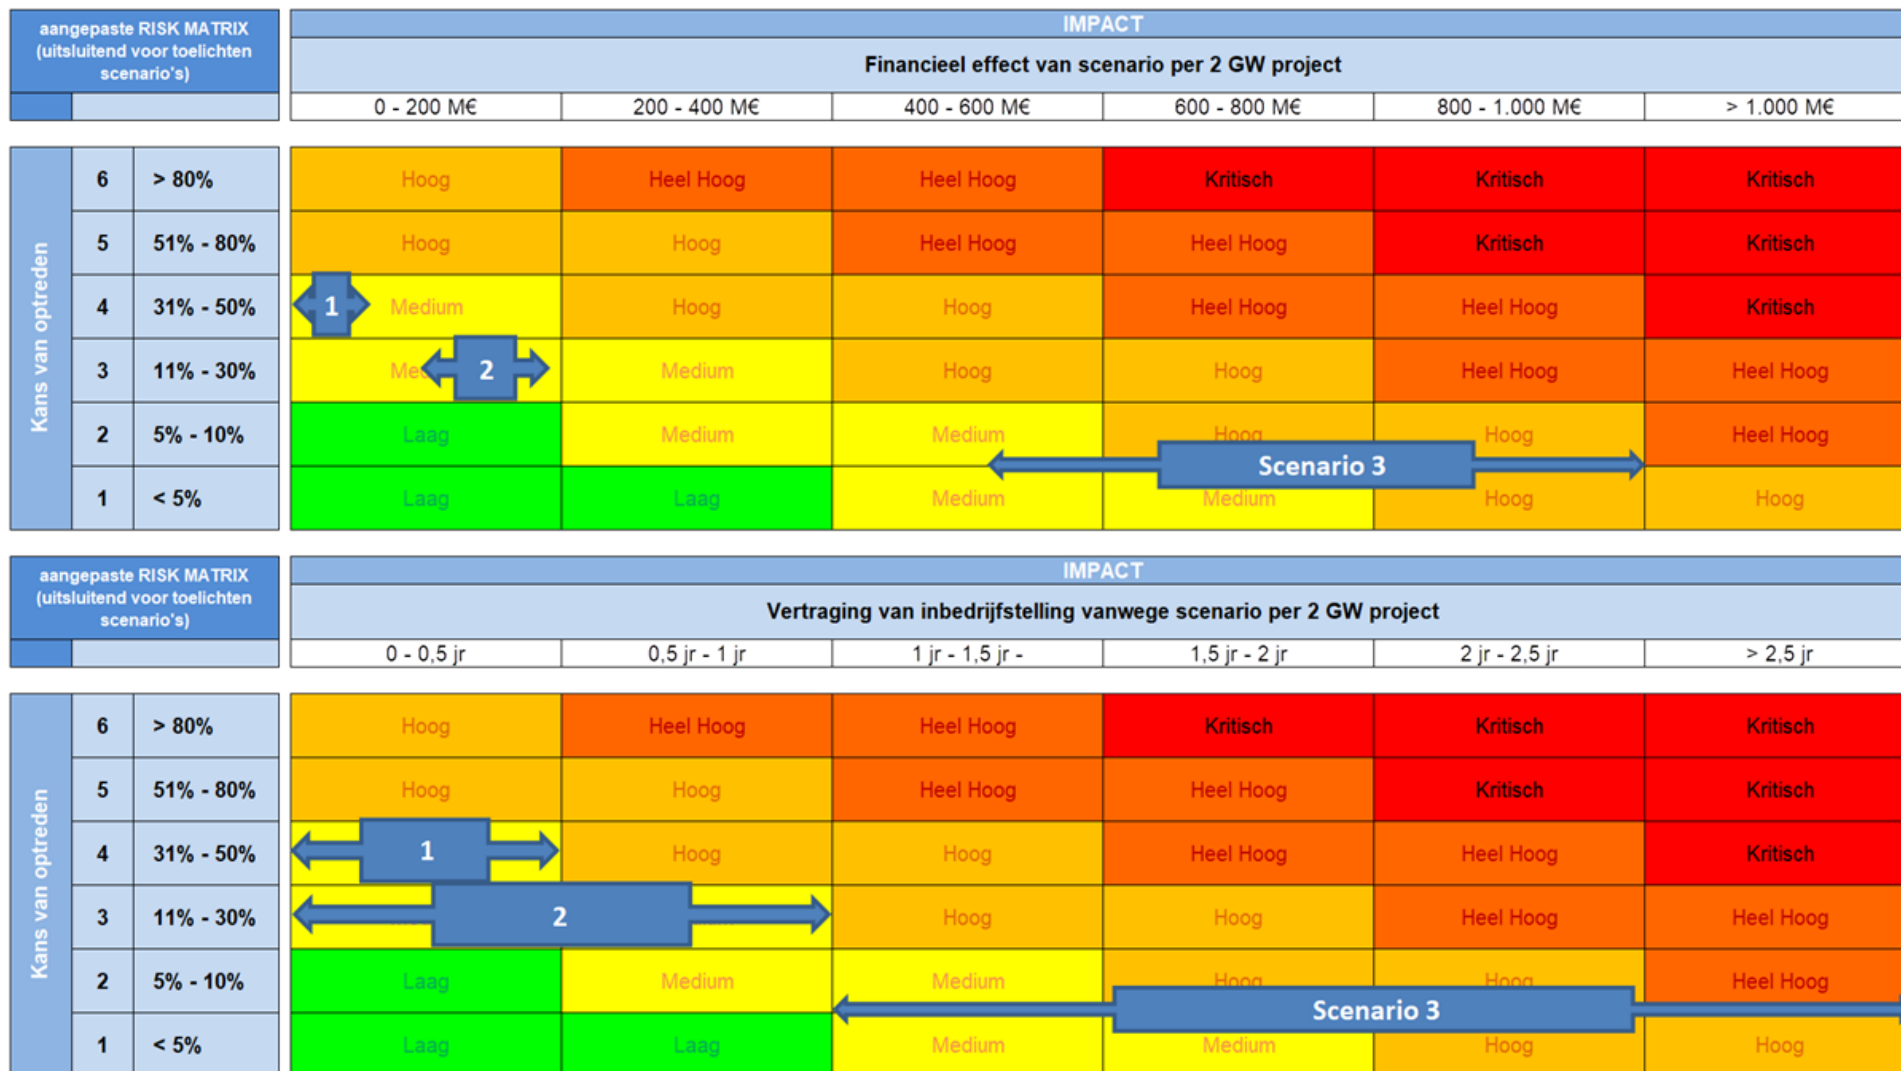 aangepaste RISK MATRIX
(uitsluitend voor toelichten
scenario's)
IMPACT
Financieel effect van scenario per 2 GW project
0 - 200 M€ 200 - 400 M€ 400 - 600 M€ 600 - 800 M€ 800 - 1.000 M€ > 1.000 M€
Kans van optreden
6 > 80% Hoog Heel Hoog Heel Hoog Kritisch Kritisch Kritisch
5 51% - 80% Hoog Hoog Heel Hoog Heel Hoog Kritisch Kritisch
4 31% - 50% 1 Medium Hoog Hoog Heel Hoog Heel Hoog Kritisch
3 11% - 30% 2 Medium Hoog Hoog Heel Hoog Heel Hoog
2 5% - 10% Laag Medium Medium Hoog Hoog Heel Hoog
Scenario 3
1 < 5% Laag Laag Medium Medium Hoog Hoog
aangepaste RISK MATRIX
(uitsluitend voor toelichten
scenario's)
IMPACT
Vertraging van inbedrijfstelling vanwege scenario per 2 GW project
0 - 0,5 jr 0,5 jr - 1 jr 1 jr - 1,5 jr - 1,5 jr - 2 jr 2 jr - 2,5 jr > 2,5 jr
Kans van optreden
6 > 80% Hoog Heel Hoog Heel Hoog Kritisch Kritisch Kritisch
5 51% - 80% Hoog Hoog Heel Hoog Heel Hoog Kritisch Kritisch
4 31% - 50% 1 Hoog Hoog Heel Hoog Heel Hoog Kritisch
3 11% - 30% 2 Hoog Hoog Heel Hoog Heel Hoog
2 5% - 10% Laag Medium Medium Hoog Hoog Heel Hoog
Scenario 3
1 < 5% Laag Laag Medium Medium Hoog Hoog